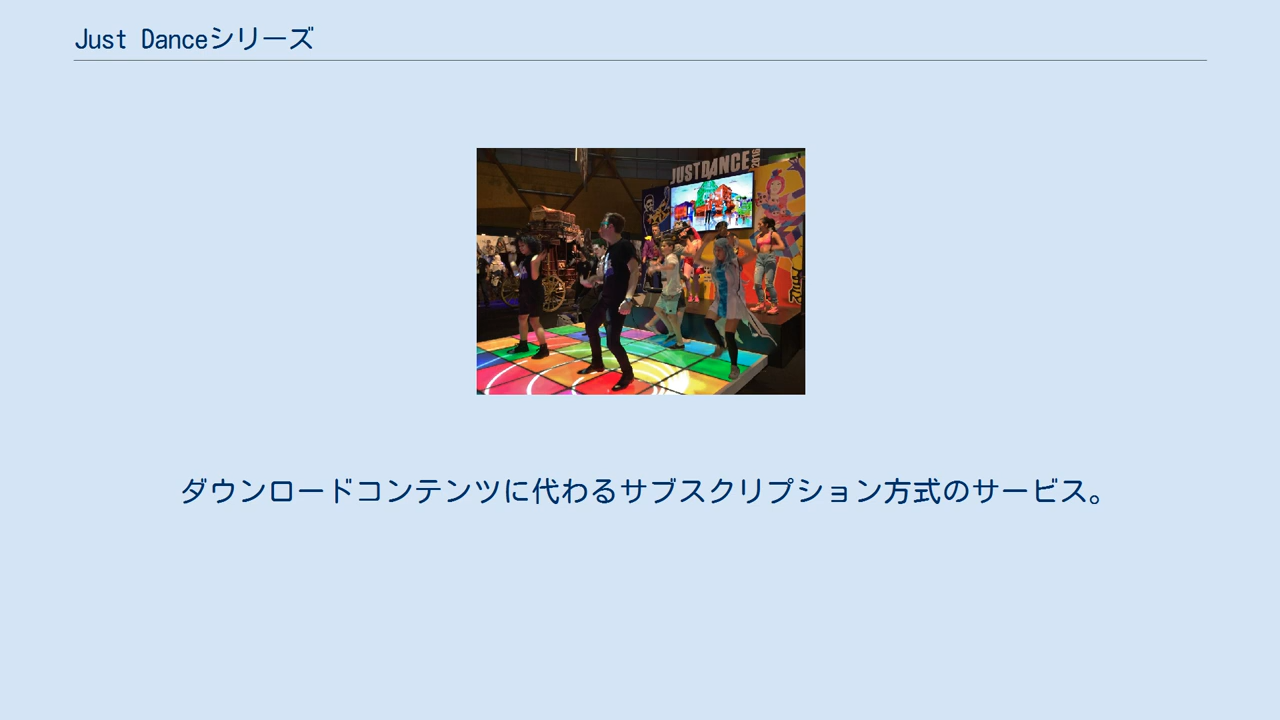 Just Danceシリーズ
JUST DANCE 2016
ダウンロードコンテンツに代わるサブスクリプション方式のサービス。